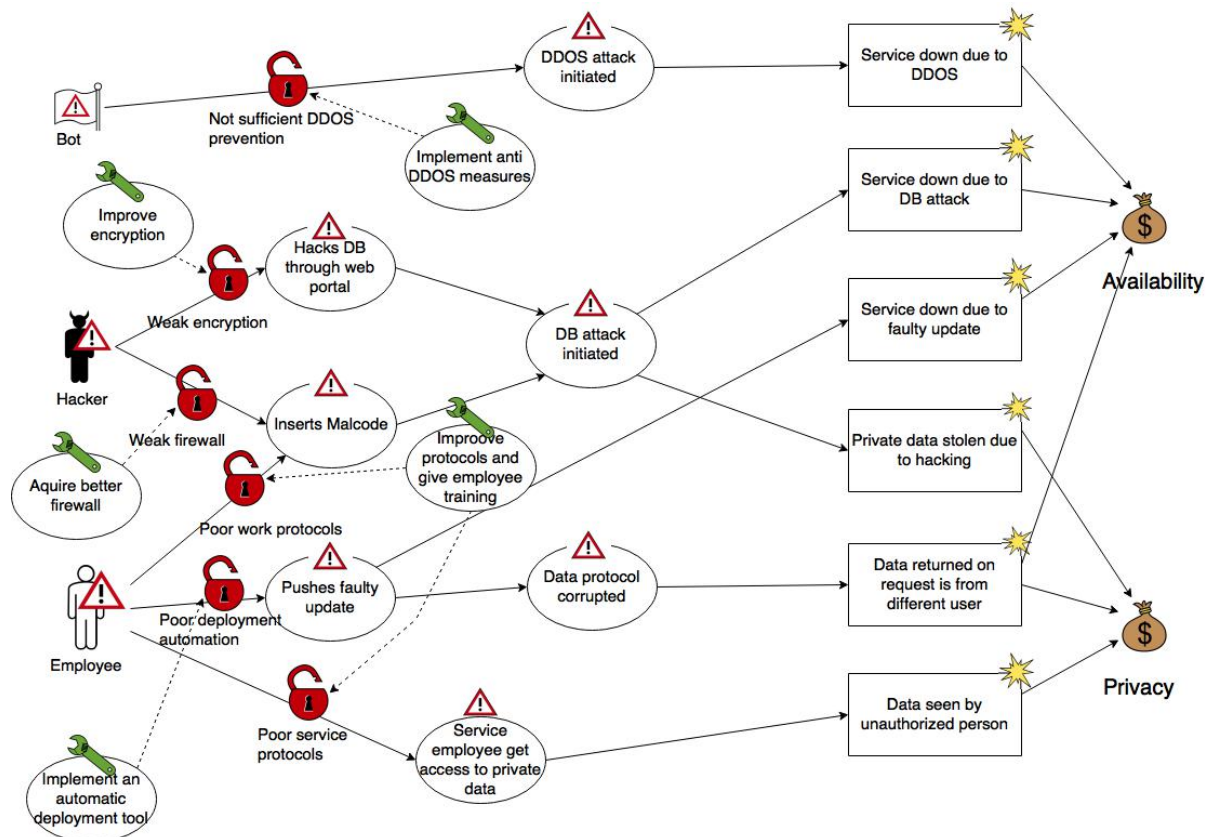 DDOS attack
initiated
Service down due to
DDOS
Bot
Not sufficient DDOS
prevention
Implement anti
DDOS measures
Improve
encryption
Hacks DB
through web
portal
Service down due to
DB attack
$
Availability
Weak encryption
DB attack
initiated
Service down due to
faulty update
Hacker
Weak firewall
Inserts Malcode
Improove
protocols and
give employee
training
Private data stolen due
to hacking
Aquire better
firewall
Poor work protocols
Pushes faulty
update
Data protocol
corrupted
Data returned on
request is from
different user
Poor deployment
automation
Employee
$
Privacy
Poor service
protocols
Service
employee get
access to private
data
Data seen by
unauthorized person
Implement an
automatic
deployment tool